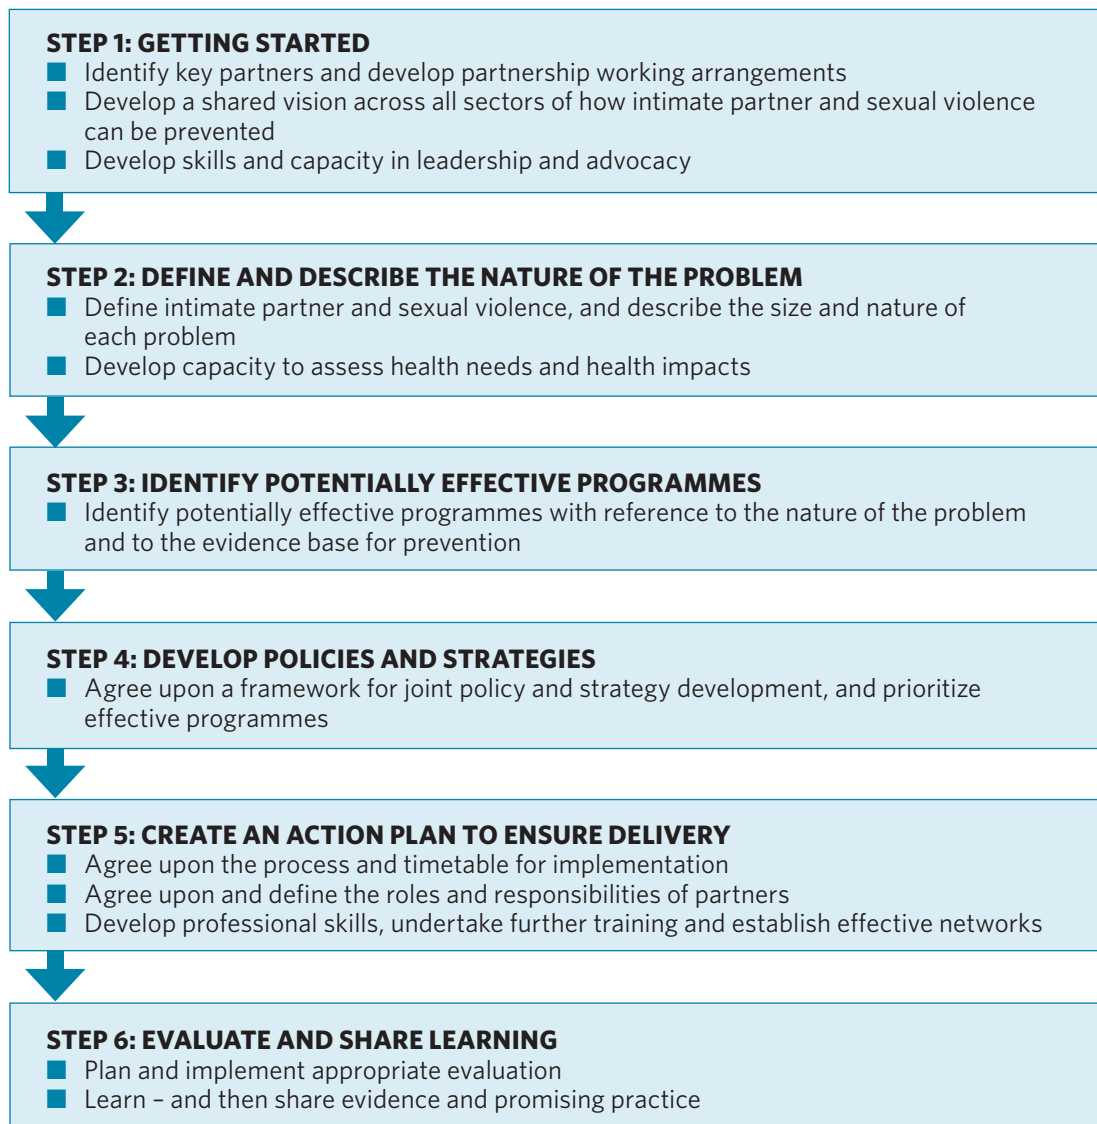 STEP 1: GETTING STARTED
■ Identify key partners and develop partnership working arrangements
■ Develop a shared vision across all sectors of how intimate partner and sexual violence
can be prevented
■ Develop skills and capacity in leadership and advocacy
STEP 2: DEFINE AND DESCRIBE THE NATURE OF THE PROBLEM
■ Define intimate partner and sexual violence, and describe the size and nature of
each problem
■ Develop capacity to assess health needs and health impacts
STEP 3: IDENTIFY POTENTIALLY EFFECTIVE PROGRAMMES
■ Identify potentially effective programmes with reference to the nature of the problem
and to the evidence base for prevention
STEP 4: DEVELOP POLICIES AND STRATEGIES
■ Agree upon a framework for joint policy and strategy development, and prioritize
effective programmes
STEP 5: CREATE AN ACTION PLAN TO ENSURE DELIVERY
■ Agree upon the process and timetable for implementation
■ Agree upon and define the roles and responsibilities of partners
■ Develop professional skills, undertake further training and establish effective networks
STEP 6: EVALUATE AND SHARE LEARNING
■ Plan and implement appropriate evaluation
■ Learn – and then share evidence and promising practice